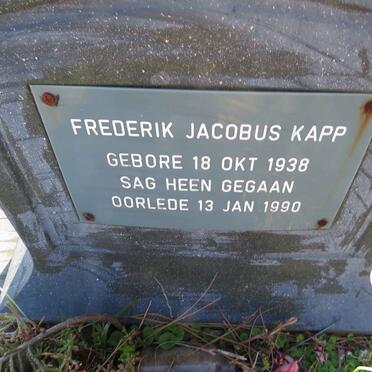 FREDERIK JACOBUS KAPP
GEBORE 18 OKT 1938
SAG HEEN GEGAAN
OORLEDE 13 JAN 1990